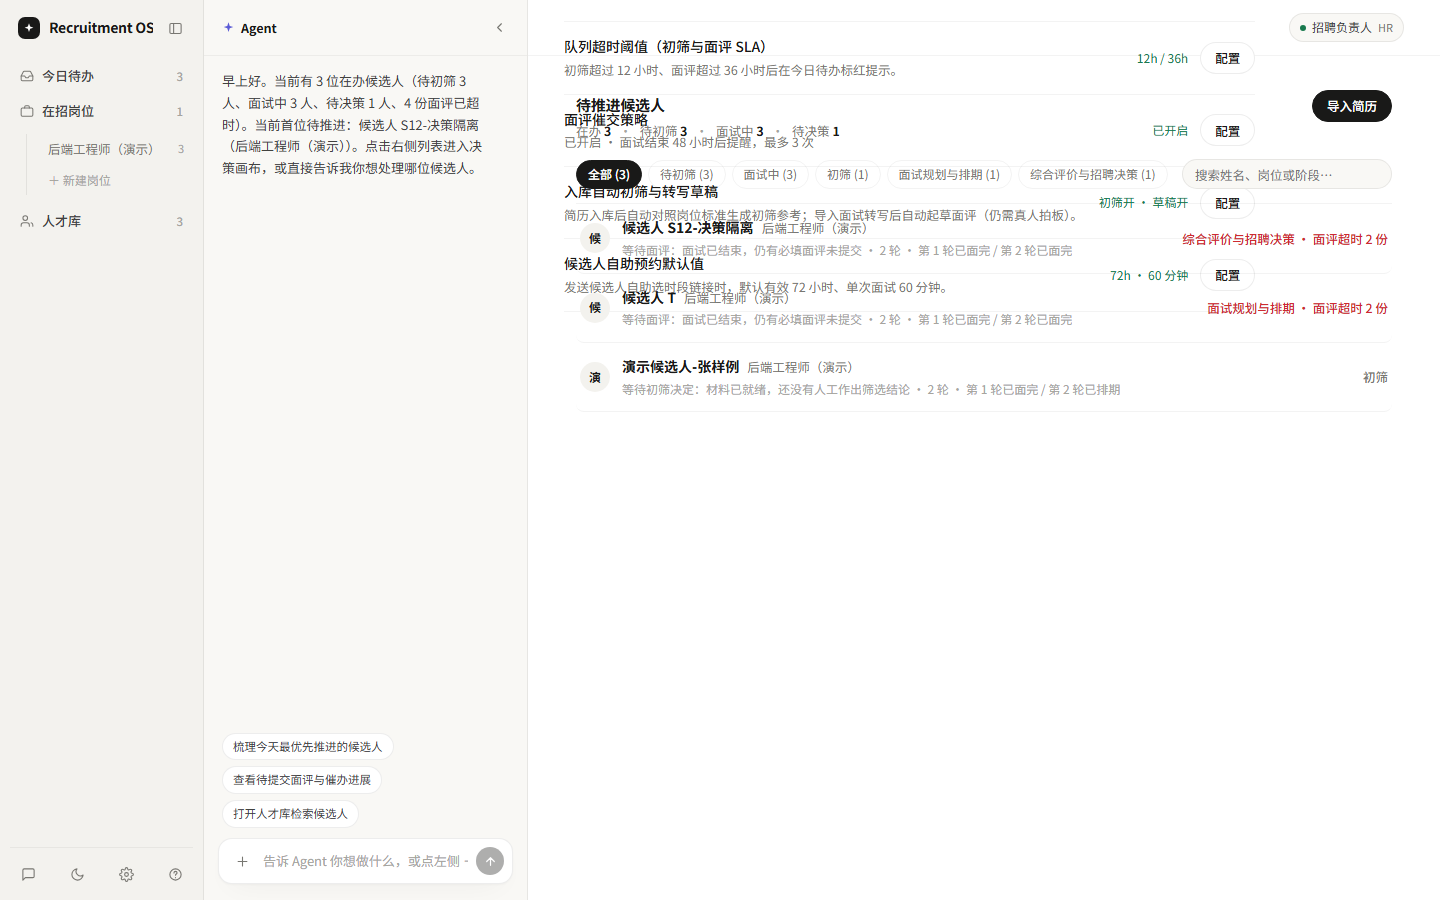 Recruitment OS
今日待办 3
在招岗位 1
后端工程师（演示） 3
＋ 新建岗位
人才库 3
Agent
早上好。当前有 3 位在办候选人（待初筛 3
人、面试中 3 人、待决策 1 人、4 份面评已超
时）。当前首位待推进：候选人 S12-决策隔离
（后端工程师（演示））。点击右侧列表进入决
策画布，或直接告诉我你想处理哪位候选人。
梳理今天最优先推进的候选人
查看待提交面评与催办进展
打开人才库检索候选人
告诉 Agent 你想做什么，或点左侧
招聘负责人 HR
队列超时阈值（初筛与面评 SLA）
初筛超过 12 小时、面评超过 36 小时后在今日待办标红提示。
12h / 36h 配置
待推进候选人
导入简历
面评催交策略
在办 3 · 待初筛 3 · 面试中 3 · 待决策 1
已开启 · 面试结束 48 小时后提醒，最多 3 次
已开启 配置
全部 (3) 待初筛 (3) 面试中 (3) 初筛 (1) 面试规划与排期 (1) 综合评价与招聘决策 (1) 搜索姓名、岗位或阶段…
入库自动初筛与转写草稿
简历入库后自动对照岗位标准生成初筛参考；导入面试转写后自动起草面评（仍需真人拍板）。
初筛开 · 草稿开 配置
候 候选人 S12-决策隔离 后端工程师（演示）
等待面评：面试已结束，仍有必填面评未提交 · 2 轮 · 第 1 轮已面完 / 第 2 轮已面完
综合评价与招聘决策 · 面评超时 2 份
候选人自助预约默认值
发送候选人自助选时段链接时，默认有效 72 小时、单次面试 60 分钟。
72h · 60 分钟 配置
候 候选人 T 后端工程师（演示）
等待面评：面试已结束，仍有必填面评未提交 · 2 轮 · 第 1 轮已面完 / 第 2 轮已面完
面试规划与排期 · 面评超时 2 份
演 演示候选人-张样例 后端工程师（演示）
等待初筛决定：材料已就绪，还没有人工作出筛选结论 · 2 轮 · 第 1 轮已面完 / 第 2 轮已排期
初筛